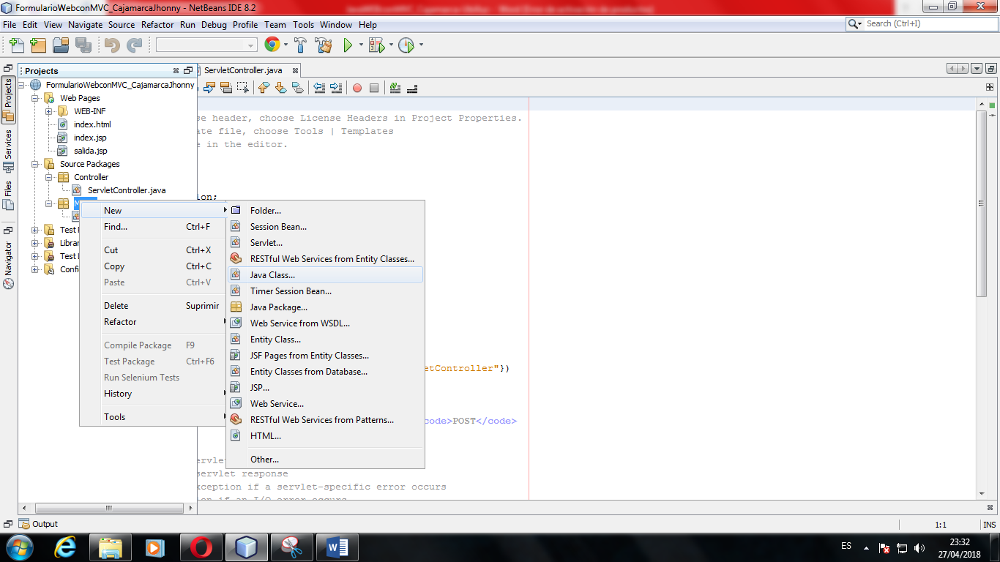 FormularioWebconMVC_CajamarcaJhonny - NetBeans IDE 8.2
File Edit View Navigate Source Refactor Run Debug Profile Team Tools Window Help
Search (Ctrl+I)
Projects
ServletController.java
Projects
Services
Files
Navigator
FormularioWebconMVC_CajamarcaJhonny
Web Pages
WEB-INF
index.html
index.jsp
salida.jsp
Source Packages
Controller
ServletController.java
M
Test
Librar
Test
Confi
se header, choose License Headers in Project Properties.
ate file, choose Tools | Templates
e in the editor.
ion;
etController"})
code>POST</code>
ervlet
servlet response
xception if a servlet-specific error occurs
on if an I/O error occurs
New
Find... Ctrl+F
Cut Ctrl+X
Copy Ctrl+C
Paste Ctrl+V
Delete Suprimir
Refactor
Compile Package F9
Test Package Ctrl+F6
Run Selenium Tests
History
Tools
Folder...
Session Bean...
Servlet...
RESTful Web Services from Entity Classes...
Java Class...
Timer Session Bean...
Java Package...
Web Service from WSDL...
Entity Class...
JSF Pages from Entity Classes...
Entity Classes from Database...
JSP...
Web Service...
RESTful Web Services from Patterns...
HTML...
Other...
Output
1:1 INS
ES
23:32
27/04/2018